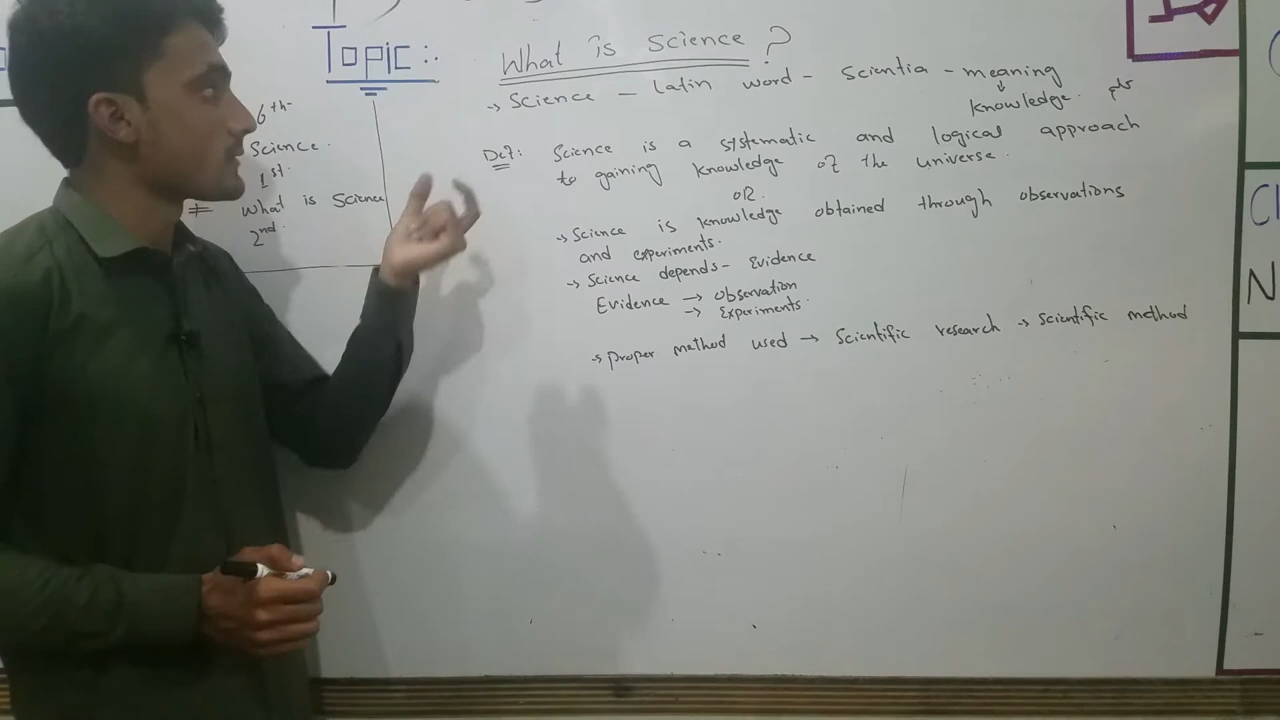 Topic:
6th
Science.
1st.
What is Science
2nd.
What is Science?
→ Science – Latin word – Scientia – meaning
↓
knowledge.
Def: Science is a systematic and logical approach
to gaining knowledge of the universe.
OR.
→ Science is knowledge obtained through observations
and experiments.
→ Science depends – Evidence
Evidence → observation
→ Experiments.
→ proper method used → Scientific research → Scientific method